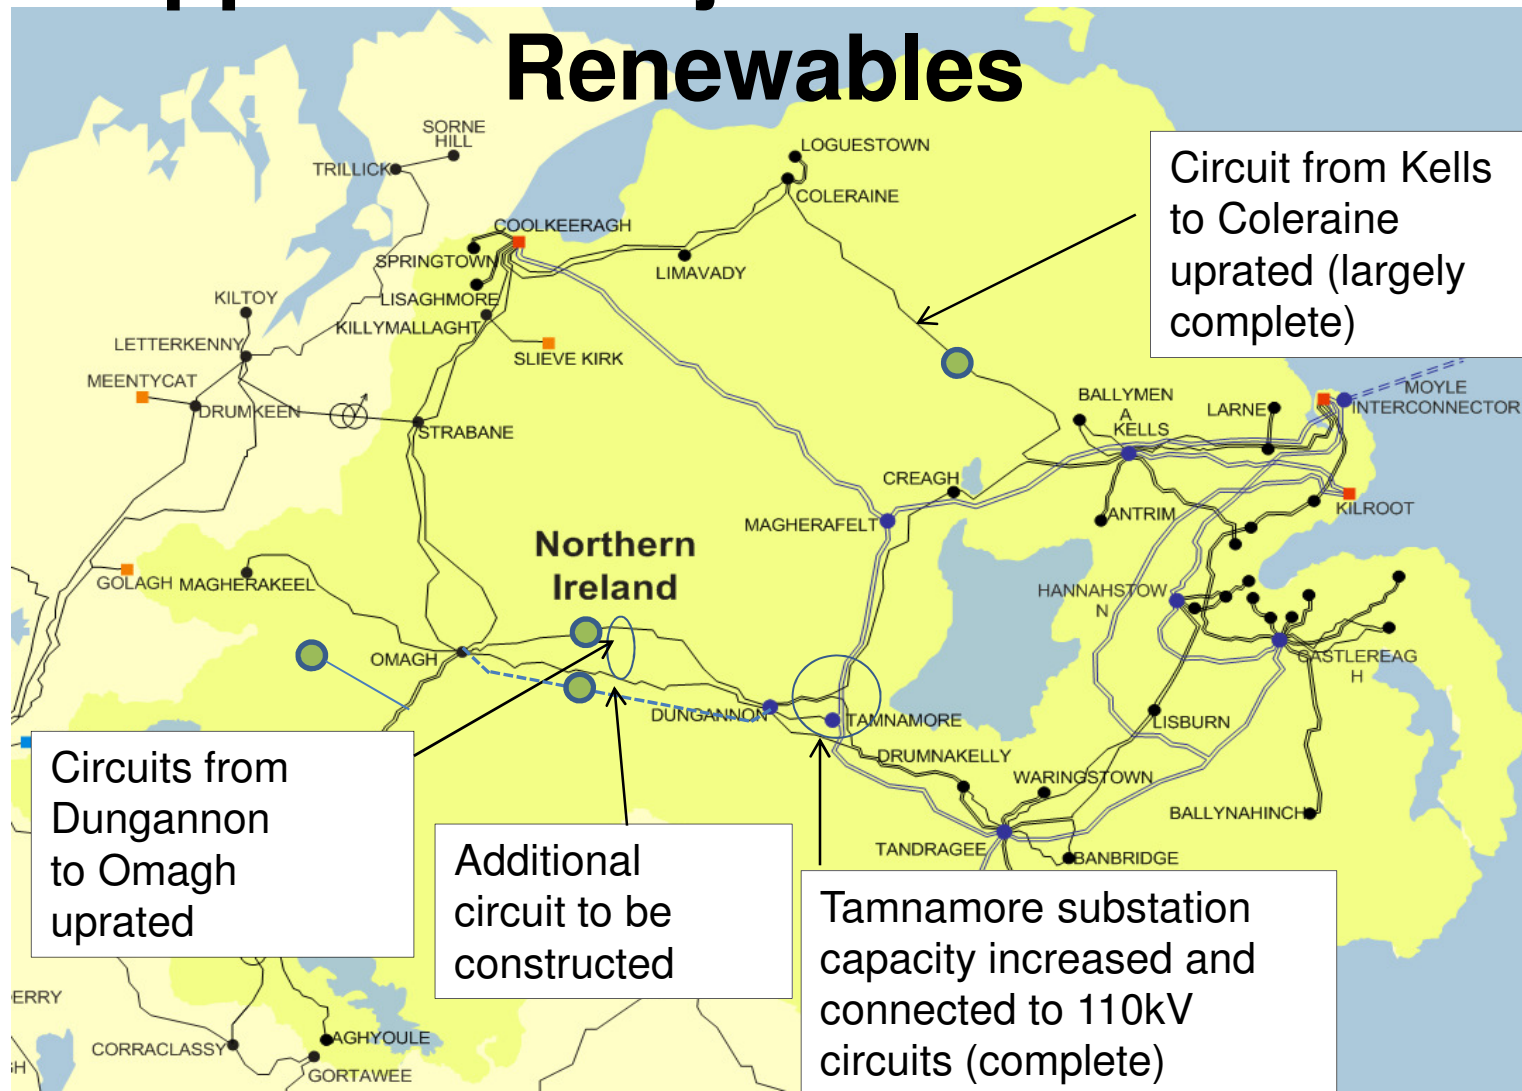 Renewables
SORNE
HILL
TRILLICK
LOGUESTOWN
COLERAINE
Circuit from Kells
to Coleraine
uprated (largely
complete)
COOLKEERAGH
SPRINGTOWN
LIMAVADY
LISAGHMORE
KILTOY
KILLYMALLAGHT
SLIEVE KIRK
LETTERKENNY
MEENTYCAT
DRUMKEEN
STRABANE
BALLYMEN
A
KELLS
LARNE
MOYLE
INTERCONNECTOR
CREAGH
MAGHERAFELT
ANTRIM
KILROOT
Northern
Ireland
GOLAGH
MAGHERAKEEL
HANNAHSTOW
N
OMAGH
CASTLEREAG
H
DUNGANNON
TAMNAMORE
LISBURN
DRUMNAKELLY
WARINGSTOWN
BALLYNAHINCH
TANDRAGEE
BANBRIDGE
Circuits from
Dungannon
to Omagh
uprated
Additional
circuit to be
constructed
Tamnamore substation
capacity increased and
connected to 110kV
circuits (complete)
ERRY
AGHYOULE
CORRACLASSY
GORTAWEE